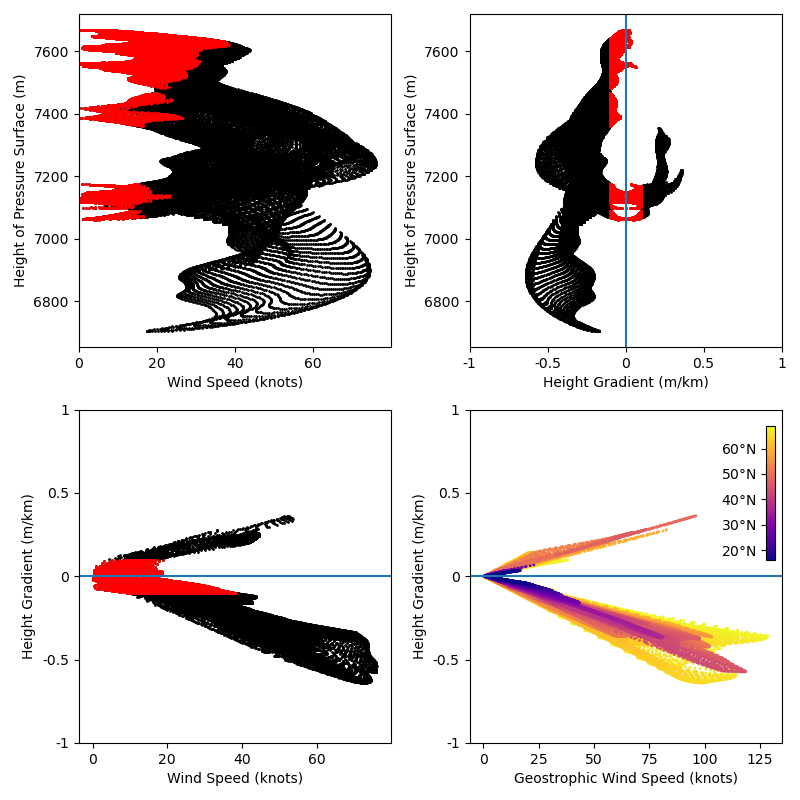 7600
7400
7200
7000
6800
Height of Pressure Surface (m)
0 20 40 60
Wind Speed (knots)
7600
7400
7200
7000
6800
Height of Pressure Surface (m)
-1 -0.5 0 0.5 1
Height Gradient (m/km)
1
0.5
0
-0.5
-1
Height Gradient (m/km)
0 20 40 60
Wind Speed (knots)
1
0.5
0
-0.5
-1
Height Gradient (m/km)
60°N
50°N
40°N
30°N
20°N
0 25 50 75 100 125
Geostrophic Wind Speed (knots)